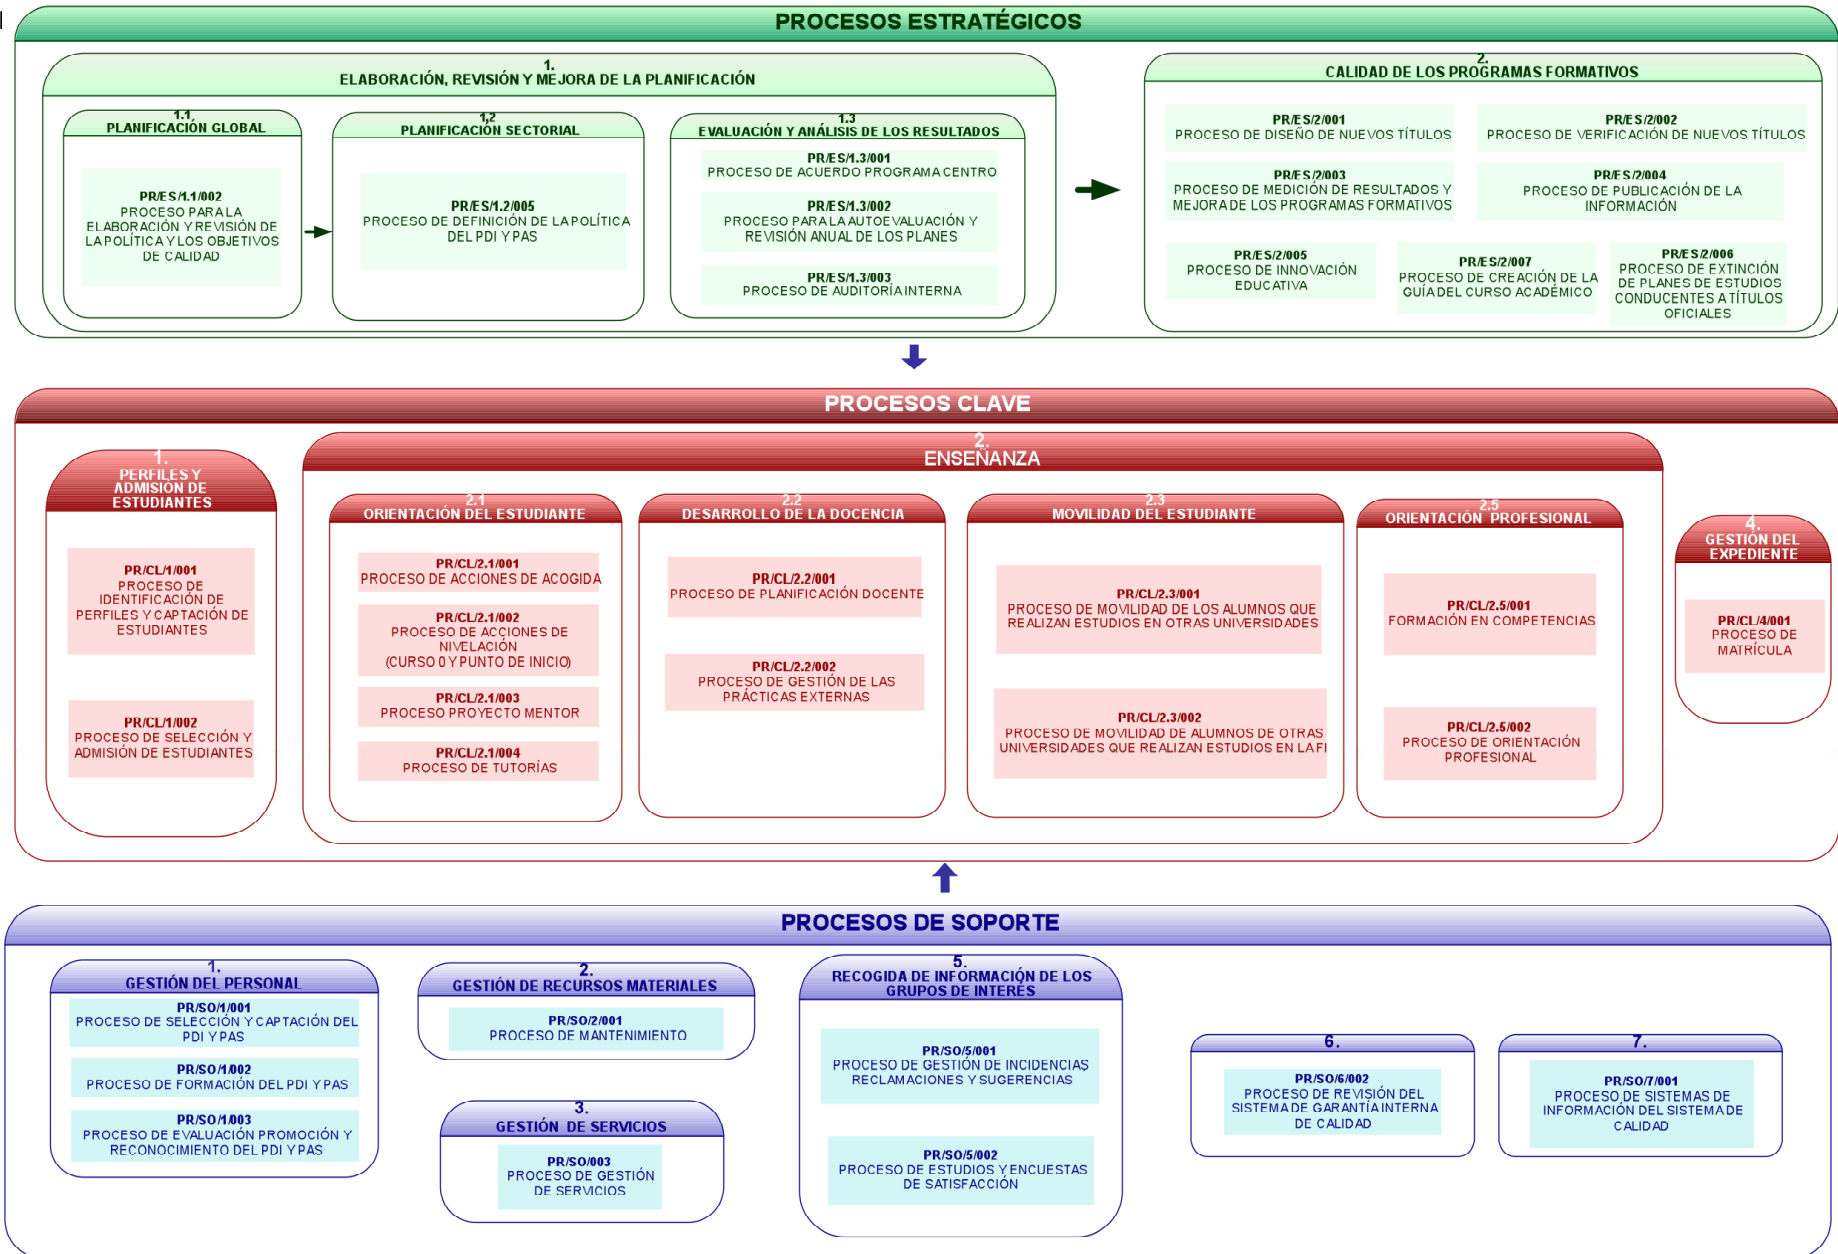 PROCESOS ESTRATÉGICOS
1.
ELABORACIÓN, REVISIÓN Y MEJORA DE LA PLANIFICACIÓN
1.1
PLANIFICACIÓN GLOBAL
PR/ES/1.1/002
PROCESO PARA LA
ELABORACIÓN Y REVISIÓN DE
LA POLÍTICA Y LOS OBJETIVOS
DE CALIDAD
1,2
PLANIFICACIÓN SECTORIAL
PR/ES/1.2/005
PROCESO DE DEFINICIÓN DE LA POLÍTICA
DEL PDI Y PAS
1.3
EVALUACIÓN Y ANÁLISIS DE LOS RESULTADOS
PR/ES/1.3/001
PROCESO DE ACUERDO PROGRAMA CENTRO
PR/ES/1.3/002
PROCESO PARA LA AUTOEVALUACIÓN Y
REVISIÓN ANUAL DE LOS PLANES
PR/ES/1.3/003
PROCESO DE AUDITORÍA INTERNA
2.
CALIDAD DE LOS PROGRAMAS FORMATIVOS
PR/ES/2/001
PROCESO DE DISEÑO DE NUEVOS TÍTULOS
PR/ES/2/002
PROCESO DE VERIFICACIÓN DE NUEVOS TÍTULOS
PR/ES/2/003
PROCESO DE MEDICIÓN DE RESULTADOS Y
MEJORA DE LOS PROGRAMAS FORMATIVOS
PR/ES/2/004
PROCESO DE PUBLICACIÓN DE LA
INFORMACIÓN
PR/ES/2/005
PROCESO DE INNOVACIÓN
EDUCATIVA
PR/ES/2/007
PROCESO DE CREACIÓN DE LA
GUÍA DEL CURSO ACADÉMICO
PR/ES/2/006
PROCESO DE EXTINCIÓN
DE PLANES DE ESTUDIOS
CONDUCENTES A TÍTULOS
OFICIALES
PROCESOS CLAVE
1.
PERFILES Y
ADMISIÓN DE
ESTUDIANTES
PR/CL/1/001
PROCESO DE
IDENTIFICACIÓN DE
PERFILES Y CAPTACIÓN DE
ESTUDIANTES
PR/CL/1/002
PROCESO DE SELECCIÓN Y
ADMISIÓN DE ESTUDIANTES
2.
ENSEÑANZA
2.1
ORIENTACIÓN DEL ESTUDIANTE
PR/CL/2.1/001
PROCESO DE ACCIONES DE ACOGIDA
PR/CL/2.1/002
PROCESO DE ACCIONES DE
NIVELACIÓN
(CURSO 0 Y PUNTO DE INICIO)
PR/CL/2.1/003
PROCESO PROYECTO MENTOR
PR/CL/2.1/004
PROCESO DE TUTORÍAS
2.2
DESARROLLO DE LA DOCENCIA
PR/CL/2.2/001
PROCESO DE PLANIFICACIÓN DOCENTE
PR/CL/2.2/002
PROCESO DE GESTIÓN DE LAS
PRÁCTICAS EXTERNAS
2.3
MOVILIDAD DEL ESTUDIANTE
PR/CL/2.3/001
PROCESO DE MOVILIDAD DE LOS ALUMNOS QUE
REALIZAN ESTUDIOS EN OTRAS UNIVERSIDADES
PR/CL/2.3/002
PROCESO DE MOVILIDAD DE ALUMNOS DE OTRAS
UNIVERSIDADES QUE REALIZAN ESTUDIOS EN LA FI
2.5
ORIENTACIÓN PROFESIONAL
PR/CL/2.5/001
FORMACIÓN EN COMPETENCIAS
PR/CL/2.5/002
PROCESO DE ORIENTACIÓN
PROFESIONAL
4.
GESTIÓN DEL
EXPEDIENTE
PR/CL/4/001
PROCESO DE
MATRÍCULA
PROCESOS DE SOPORTE
1.
GESTIÓN DEL PERSONAL
PR/SO/1/001
PROCESO DE SELECCIÓN Y CAPTACIÓN DEL
PDI Y PAS
PR/SO/1/002
PROCESO DE FORMACIÓN DEL PDI Y PAS
PR/SO/1/003
PROCESO DE EVALUACIÓN PROMOCIÓN Y
RECONOCIMIENTO DEL PDI Y PAS
2.
GESTIÓN DE RECURSOS MATERIALES
PR/SO/2/001
PROCESO DE MANTENIMIENTO
3.
GESTIÓN DE SERVICIOS
PR/SO/003
PROCESO DE GESTIÓN
DE SERVICIOS
5.
RECOGIDA DE INFORMACIÓN DE LOS
GRUPOS DE INTERÉS
PR/SO/5/001
PROCESO DE GESTIÓN DE INCIDENCIAS
RECLAMACIONES Y SUGERENCIAS
PR/SO/5/002
PROCESO DE ESTUDIOS Y ENCUESTAS
DE SATISFACCIÓN
6.
PR/SO/6/002
PROCESO DE REVISIÓN DEL
SISTEMA DE GARANTÍA INTERNA
DE CALIDAD
7.
PR/SO/7/001
PROCESO DE SISTEMAS DE
INFORMACIÓN DEL SISTEMA DE
CALIDAD